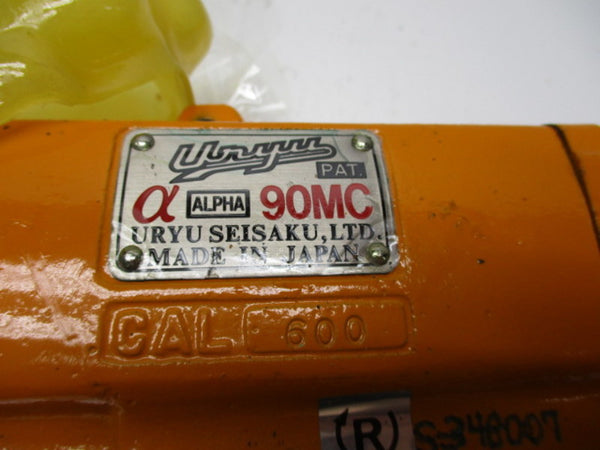 Uryu
PAT.
α ALPHA 90MC
URYU SEISAKU, LTD.
MADE IN JAPAN
CAL 600
(R) S-348007